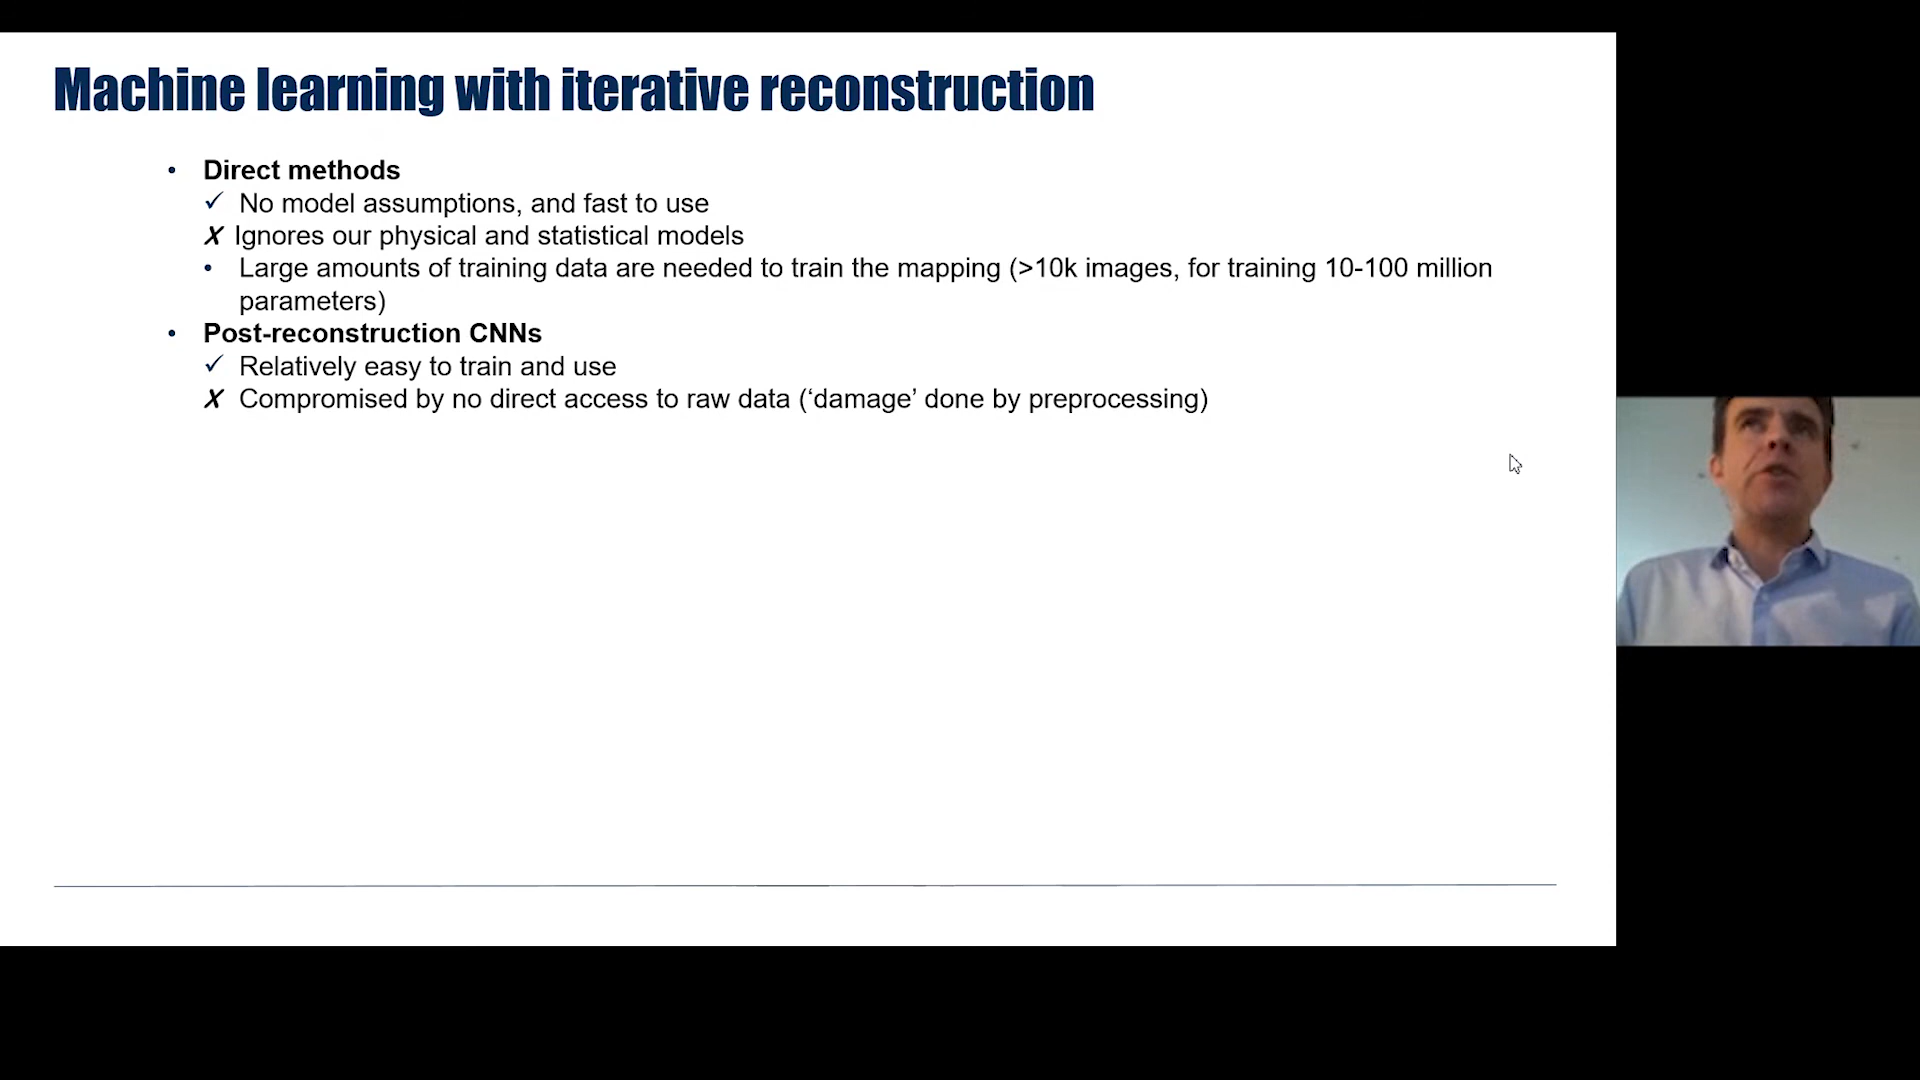 Machine learning with iterative reconstruction
• Direct methods
✓ No model assumptions, and fast to use
✗ Ignores our physical and statistical models
• Large amounts of training data are needed to train the mapping (>10k images, for training 10-100 million
parameters)
• Post-reconstruction CNNs
✓ Relatively easy to train and use
✗ Compromised by no direct access to raw data (‘damage’ done by preprocessing)